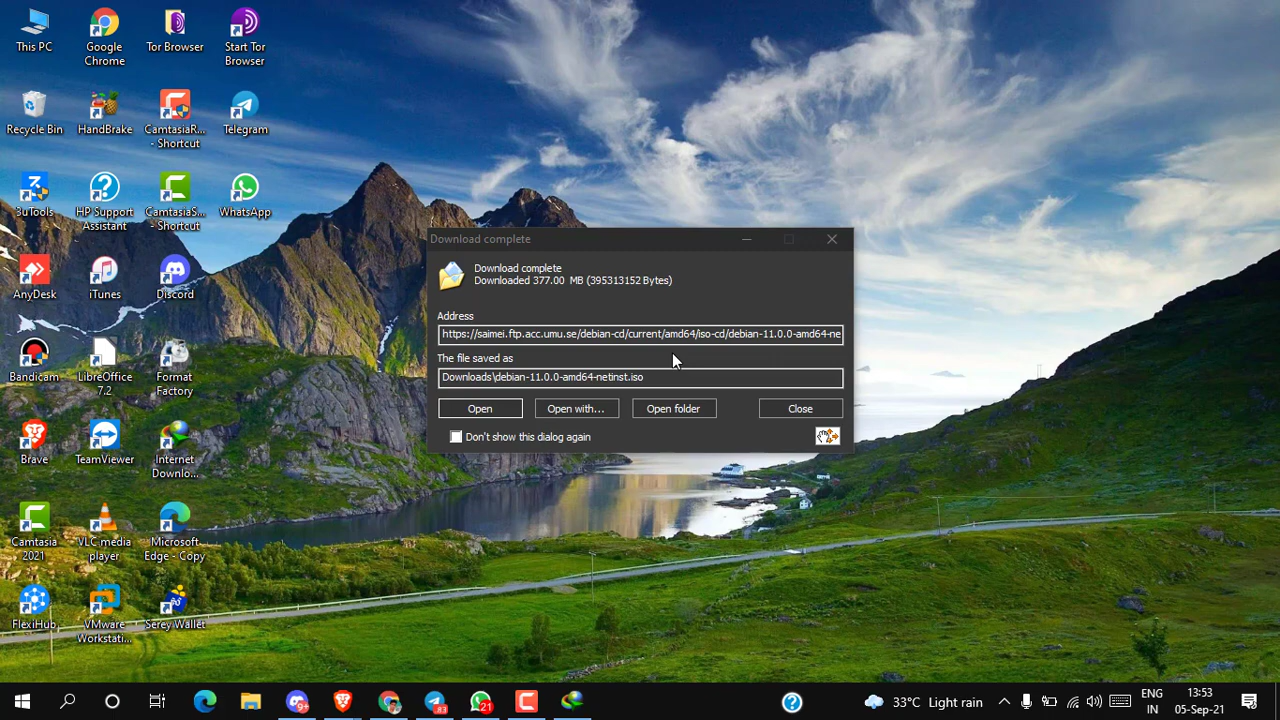 This PC
Google
Chrome
Tor Browser
Start Tor
Browser
Recycle Bin
HandBrake
CamtasiaR...
- Shortcut
Telegram
3uTools
HP Support
Assistant
CamtasiaS...
- Shortcut
WhatsApp
AnyDesk
iTunes
Discord
Bandicam
LibreOffice
7.2
Format
Factory
Brave
TeamViewer
Internet
Downlo...
Camtasia
2021
VLC media
player
Microsoft
Edge - Copy
FlexiHub
VMware
Workstati...
Serey Wallet
Download complete
Download complete
Downloaded 377.00 MB (395313152 Bytes)
Address
https://saimei.ftp.acc.umu.se/debian-cd/current/amd64/iso-cd/debian-11.0.0-amd64-ne
The file saved as
Downloads\debian-11.0.0-amd64-netinst.iso
Open
Open with...
Open folder
Close
Don't show this dialog again
9+
83
21
33°C Light rain
ENG
IN
13:53
05-Sep-21